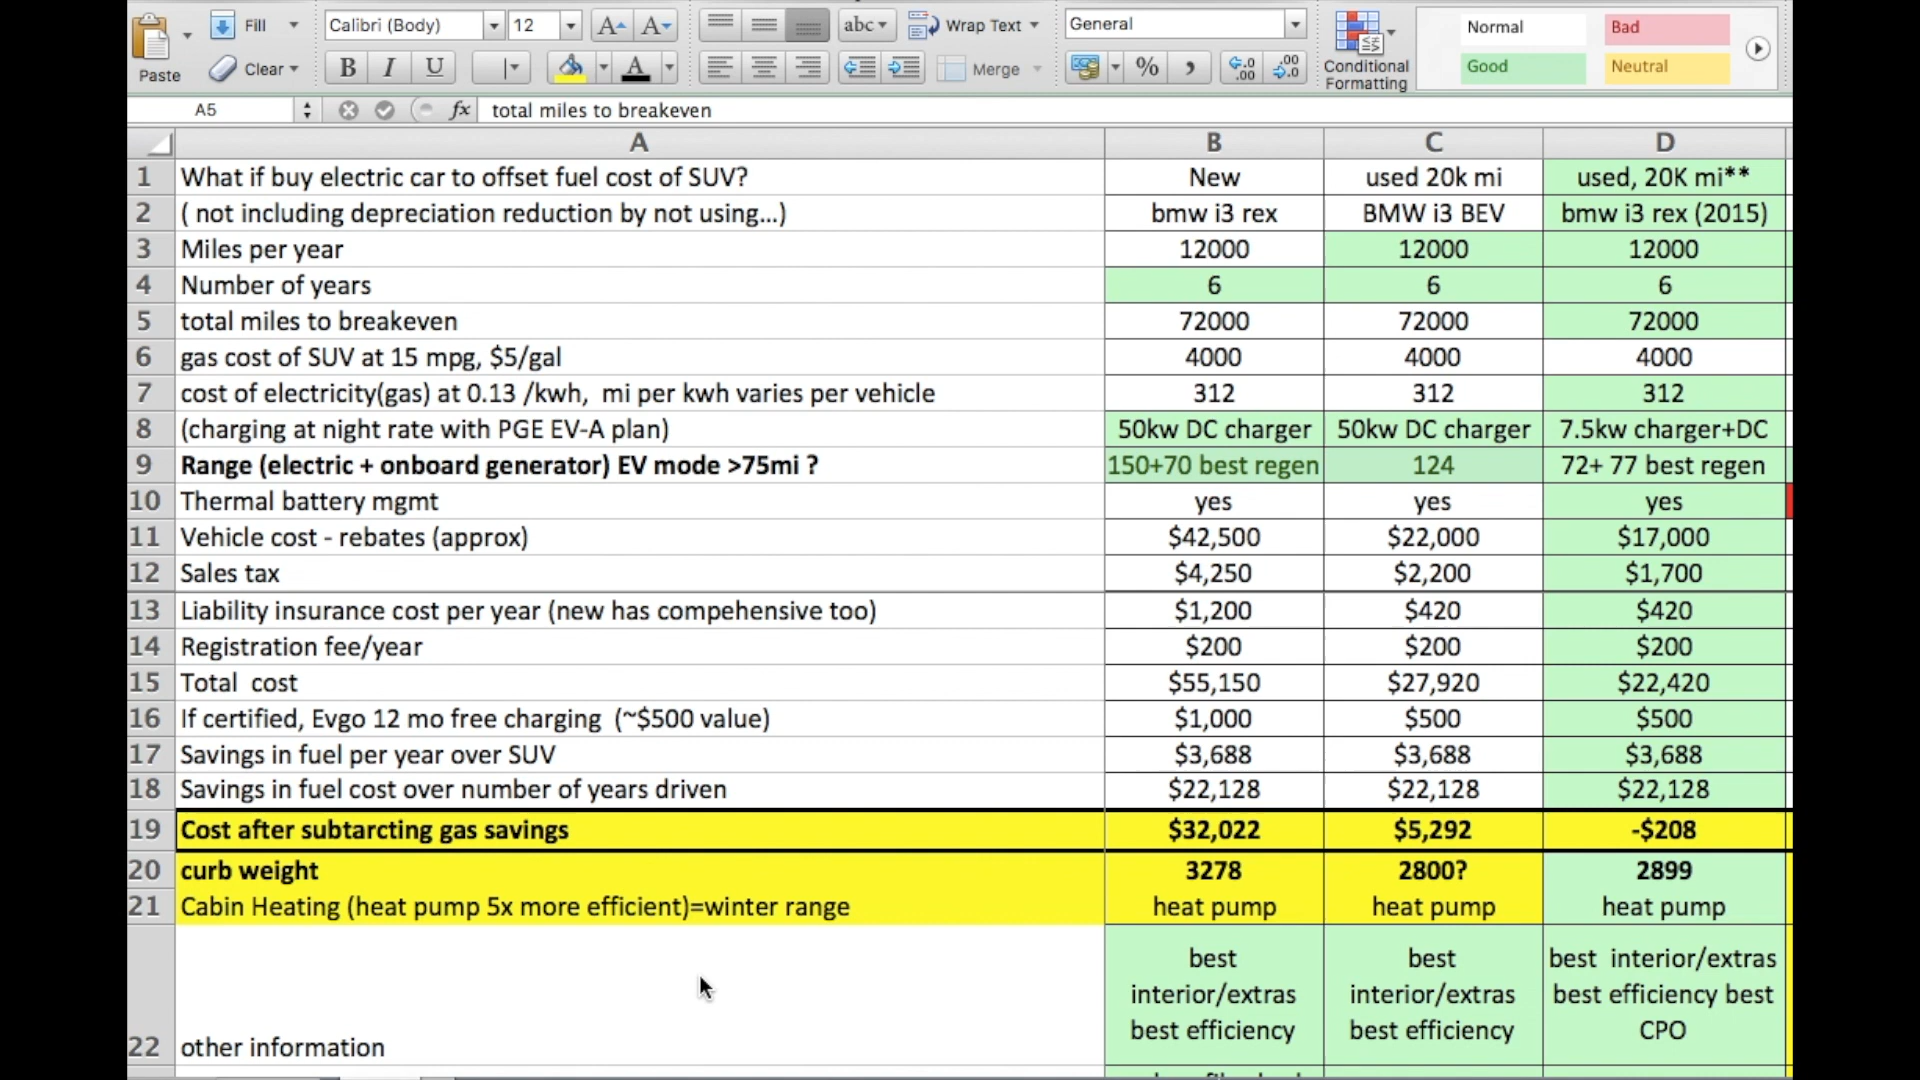 Fill Calibri (Body) 12 A A abc Wrap Text General Normal Bad
Paste Clear B I U A Merge % , .0 .00 .00 .0 Conditional Formatting Good Neutral
A5 fx total miles to breakeven
A B C D
1 What if buy electric car to offset fuel cost of SUV? New used 20k mi used, 20K mi**
2 ( not including depreciation reduction by not using...) bmw i3 rex BMW i3 BEV bmw i3 rex (2015)
3 Miles per year 12000 12000 12000
4 Number of years 6 6 6
5 total miles to breakeven 72000 72000 72000
6 gas cost of SUV at 15 mpg, $5/gal 4000 4000 4000
7 cost of electricity(gas) at 0.13 /kwh, mi per kwh varies per vehicle 312 312 312
8 (charging at night rate with PGE EV-A plan) 50kw DC charger 50kw DC charger 7.5kw charger+DC
9 Range (electric + onboard generator) EV mode >75mi ? 150+70 best regen 124 72+ 77 best regen
10 Thermal battery mgmt yes yes yes
11 Vehicle cost - rebates (approx) $42,500 $22,000 $17,000
12 Sales tax $4,250 $2,200 $1,700
13 Liability insurance cost per year (new has compehensive too) $1,200 $420 $420
14 Registration fee/year $200 $200 $200
15 Total cost $55,150 $27,920 $22,420
16 If certified, Evgo 12 mo free charging (~$500 value) $1,000 $500 $500
17 Savings in fuel per year over SUV $3,688 $3,688 $3,688
18 Savings in fuel cost over number of years driven $22,128 $22,128 $22,128
19 Cost after subtarcting gas savings $32,022 $5,292 -$208
20 curb weight 3278 2800? 2899
21 Cabin Heating (heat pump 5x more efficient)=winter range heat pump heat pump heat pump
best best best interior/extras
interior/extras interior/extras best efficiency best
best efficiency best efficiency CPO
22 other information